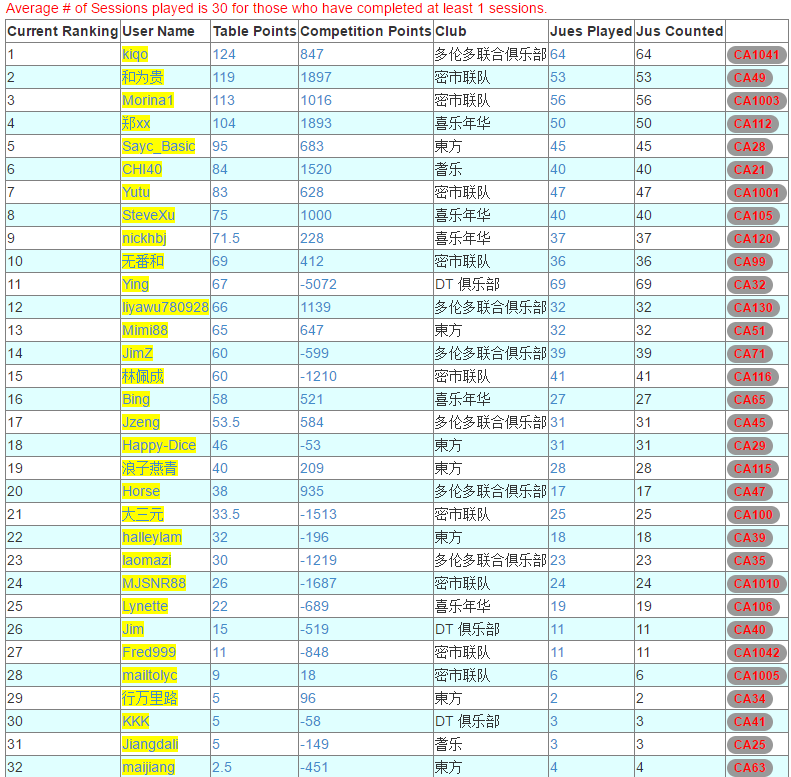 Average # of Sessions played is 30 for those who have completed at least 1 sessions.
Current Ranking User Name Table Points Competition Points Club Jues Played Jus Counted
1 kiqo 124 847 多伦多联合俱乐部 64 64 CA1041
2 和为贵 119 1897 密市联队 53 53 CA49
3 Morina1 113 1016 密市联队 56 56 CA1003
4 郑xx 104 1893 喜乐年华 50 50 CA112
5 Sayc_Basic 95 683 東方 45 45 CA28
6 CHI40 84 1520 耆乐 40 40 CA21
7 Yutu 83 628 密市联队 47 47 CA1001
8 SteveXu 75 1000 喜乐年华 40 40 CA105
9 nickhbj 71.5 228 喜乐年华 37 37 CA120
10 无番和 69 412 密市联队 36 36 CA99
11 Ying 67 -5072 DT 俱乐部 69 69 CA32
12 liyawu780928 66 1139 多伦多联合俱乐部 32 32 CA130
13 Mimi88 65 647 東方 32 32 CA51
14 JimZ 60 -599 多伦多联合俱乐部 39 39 CA71
15 林佩成 60 -1210 密市联队 41 41 CA116
16 Bing 58 521 喜乐年华 27 27 CA65
17 Jzeng 53.5 584 多伦多联合俱乐部 31 31 CA45
18 Happy-Dice 46 -53 東方 31 31 CA29
19 浪子燕青 40 209 東方 28 28 CA115
20 Horse 38 935 多伦多联合俱乐部 17 17 CA47
21 大三元 33.5 -1513 密市联队 25 25 CA100
22 halleylam 32 -196 東方 18 18 CA39
23 laomazi 30 -1219 多伦多联合俱乐部 23 23 CA35
24 MJSNR88 26 -1687 密市联队 24 24 CA1010
25 Lynette 22 -689 喜乐年华 19 19 CA106
26 Jim 15 -519 DT 俱乐部 11 11 CA40
27 Fred999 11 -848 密市联队 11 11 CA1042
28 mailtolyc 9 18 密市联队 6 6 CA1005
29 行万里路 5 96 東方 2 2 CA34
30 KKK 5 -58 DT 俱乐部 3 3 CA41
31 Jiangdali 5 -149 耆乐 3 3 CA25
32 maijiang 2.5 -451 東方 4 4 CA63